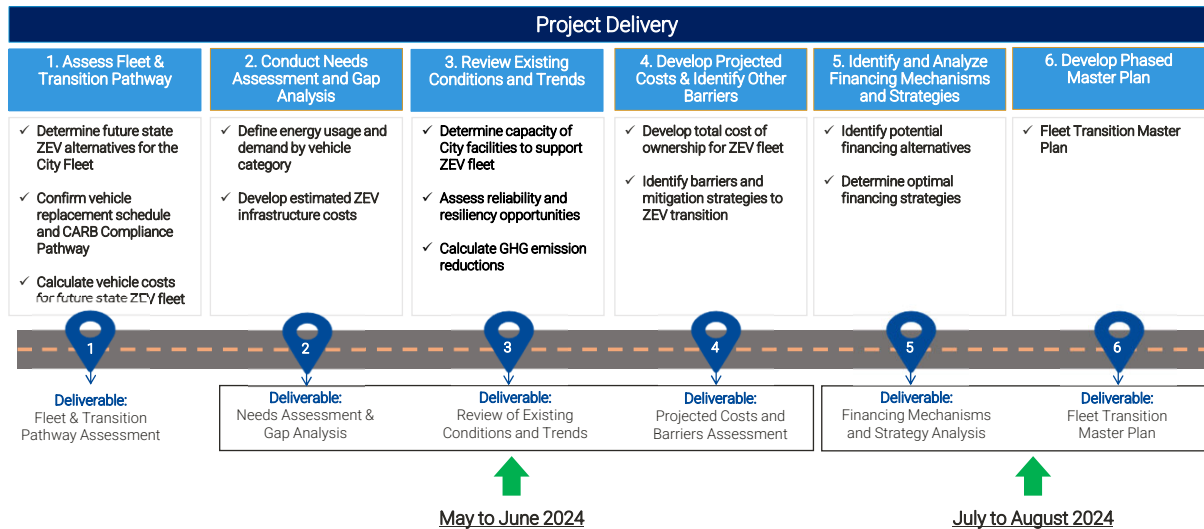 Project Delivery
1. Assess Fleet &
Transition Pathway
2. Conduct Needs
Assessment and Gap
Analysis
3. Review Existing
Conditions and Trends
4. Develop Projected
Costs & Identify Other
Barriers
5. Identify and Analyze
Financing Mechanisms
and Strategies
6. Develop Phased
Master Plan
✓ Determine future state
ZEV alternatives for the
City Fleet
✓ Confirm vehicle
replacement schedule
and CARB Compliance
Pathway
✓ Calculate vehicle costs
for future state ZEV fleet
✓ Define energy usage and
demand by vehicle
category
✓ Develop estimated ZEV
infrastructure costs
✓ Determine capacity of
City facilities to support
ZEV fleet
✓ Assess reliability and
resiliency opportunities
✓ Calculate GHG emission
reductions
✓ Develop total cost of
ownership for ZEV fleet
✓ Identify barriers and
mitigation strategies to
ZEV transition
✓ Identify potential
financing alternatives
✓ Determine optimal
financing strategies
✓ Fleet Transition Master
Plan
1
2
3
4
5
6
Deliverable:
Fleet & Transition
Pathway Assessment
Deliverable:
Needs Assessment &
Gap Analysis
Deliverable:
Review of Existing
Conditions and Trends
Deliverable:
Projected Costs and
Barriers Assessment
Deliverable:
Financing Mechanisms
and Strategy Analysis
Deliverable:
Fleet Transition
Master Plan
May to June 2024
July to August 2024